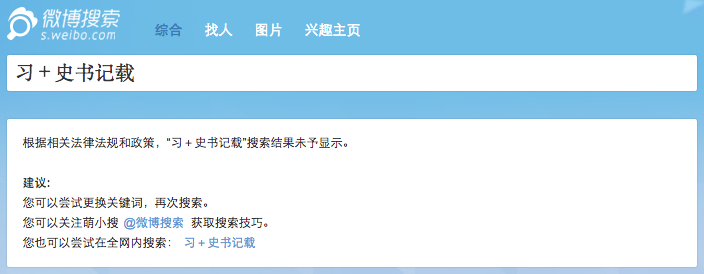 微博搜索
s.weibo.com
综合 找人 图片 兴趣主页
习＋史书记载
根据相关法律法规和政策，“习＋史书记载”搜索结果未予显示。
建议：
您可以尝试更换关键词，再次搜索。
您可以关注萌小搜 @微博搜索 获取搜索技巧。
您也可以尝试在全网内搜索： 习＋史书记载